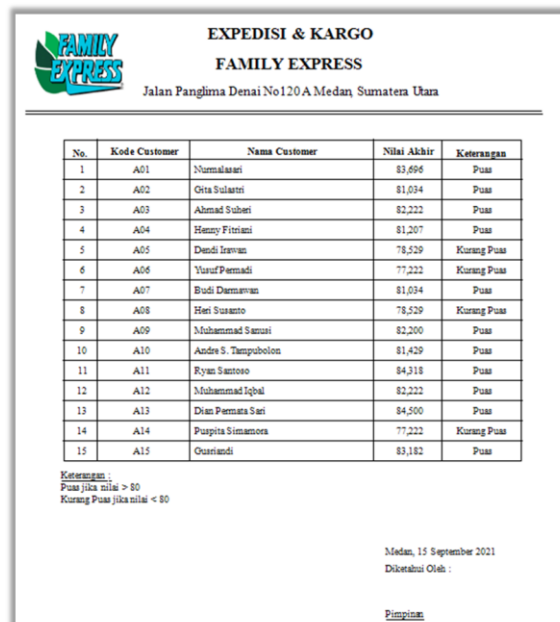 FAMILY
EXPRESS
EXPEDISI & KARGO
FAMILY EXPRESS
Jalan Panglima Denai No120 A Medan, Sumatera Utara
No. Kode Customer Nama Customer Nilai Akhir Keterangan
1 A01 Nurmalasari 83,696 Puas
2 A02 Gita Sulastri 81,034 Puas
3 A03 Ahmad Suheri 82,222 Puas
4 A04 Henny Fitriani 81,207 Puas
5 A05 Dendi Irawan 78,529 Kurang Puas
6 A06 Yusuf Permadi 77,222 Kurang Puas
7 A07 Budi Darmawan 81,034 Puas
8 A08 Heri Susanto 78,529 Kurang Puas
9 A09 Muhammad Sanusi 82,200 Puas
10 A10 Andre S. Tampubolon 81,429 Puas
11 A11 Ryan Santoso 84,318 Puas
12 A12 Muhammad Iqbal 82,222 Puas
13 A13 Dian Permata Sari 84,500 Puas
14 A14 Puspita Simamora 77,222 Kurang Puas
15 A15 Gusriandi 83,182 Puas
Keterangan :
Puas jika nilai > 80
Kurang Puas jika nilai < 80
Medan, 15 September 2021
Diketahui Oleh :
Pimpinan